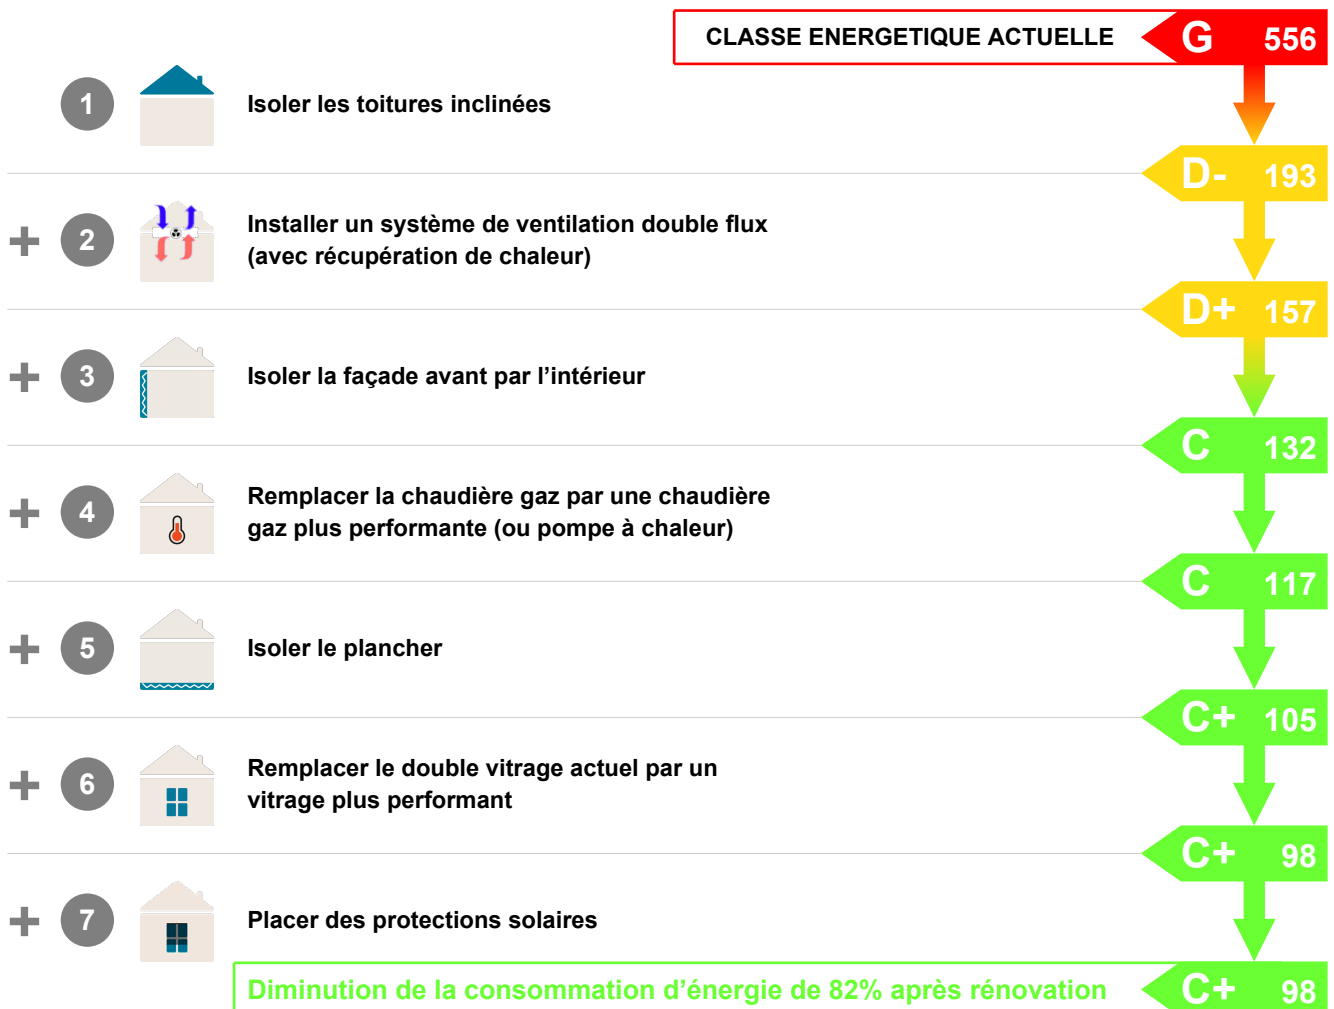 CLASSE ENERGETIQUE ACTUELLE G 556
1 Isoler les toitures inclinées
D- 193
+ 2 Installer un système de ventilation double flux
(avec récupération de chaleur)
D+ 157
+ 3 Isoler la façade avant par l’intérieur
C 132
+ 4 Remplacer la chaudière gaz par une chaudière
gaz plus performante (ou pompe à chaleur)
C 117
+ 5 Isoler le plancher
C+ 105
+ 6 Remplacer le double vitrage actuel par un
vitrage plus performant
C+ 98
+ 7 Placer des protections solaires
Diminution de la consommation d’énergie de 82% après rénovation C+ 98